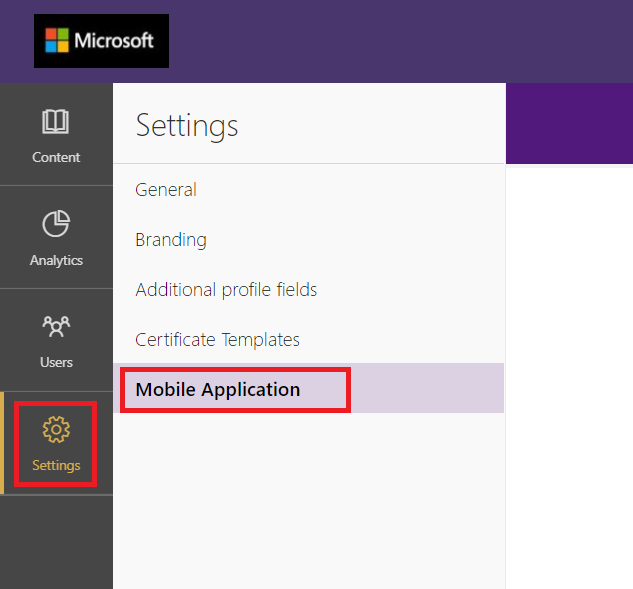 Microsoft
Content
Analytics
Users
Settings
Settings
General
Branding
Additional profile fields
Certificate Templates
Mobile Application